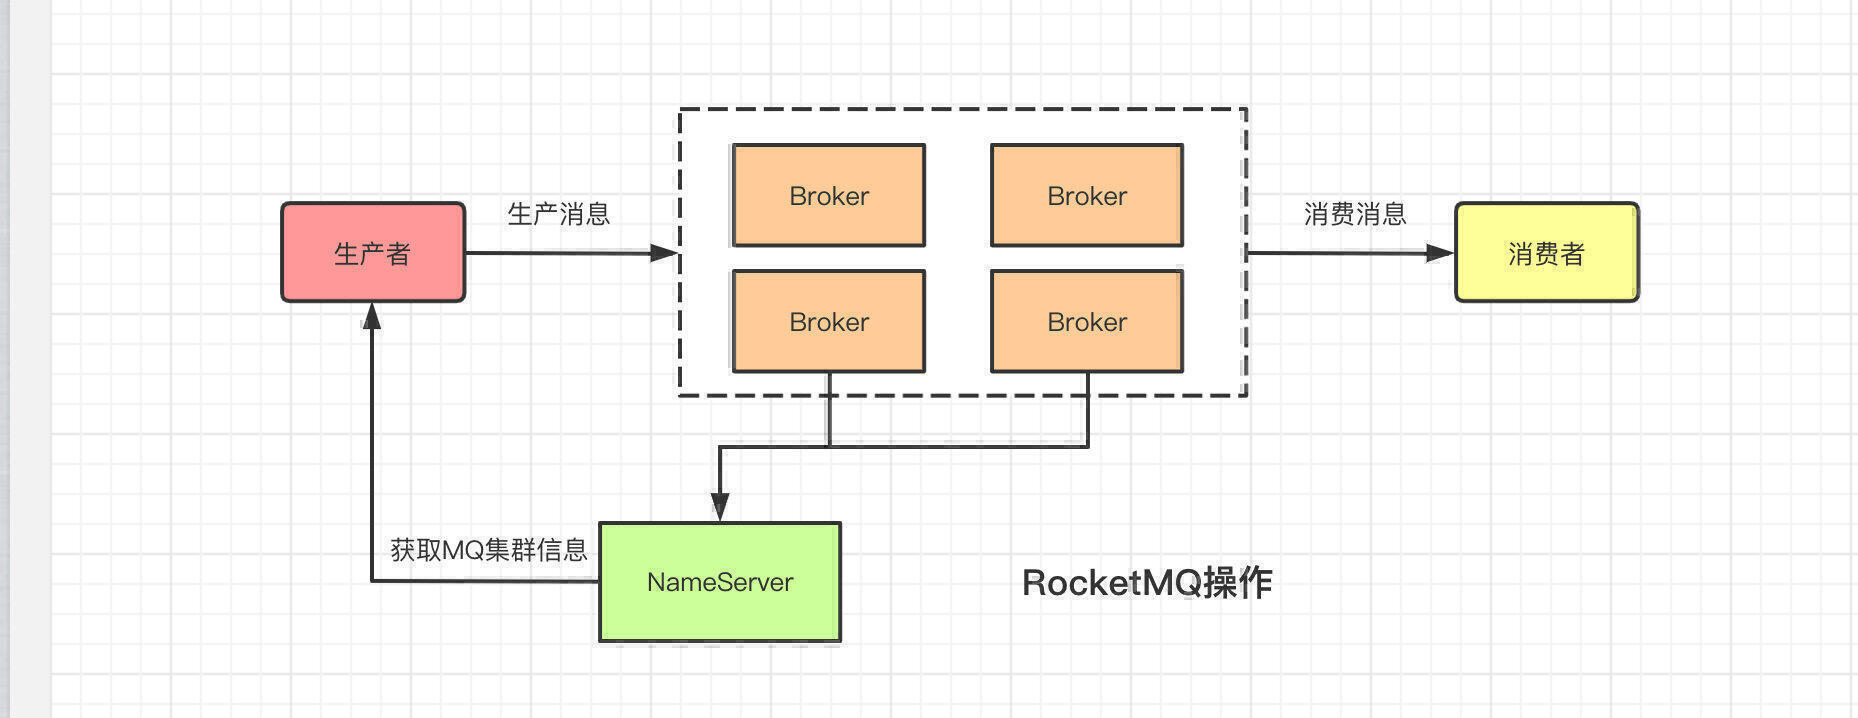 Broker
Broker
生产消息
消费消息
生产者
消费者
Broker
Broker
获取MQ集群信息
NameServer
RocketMQ操作